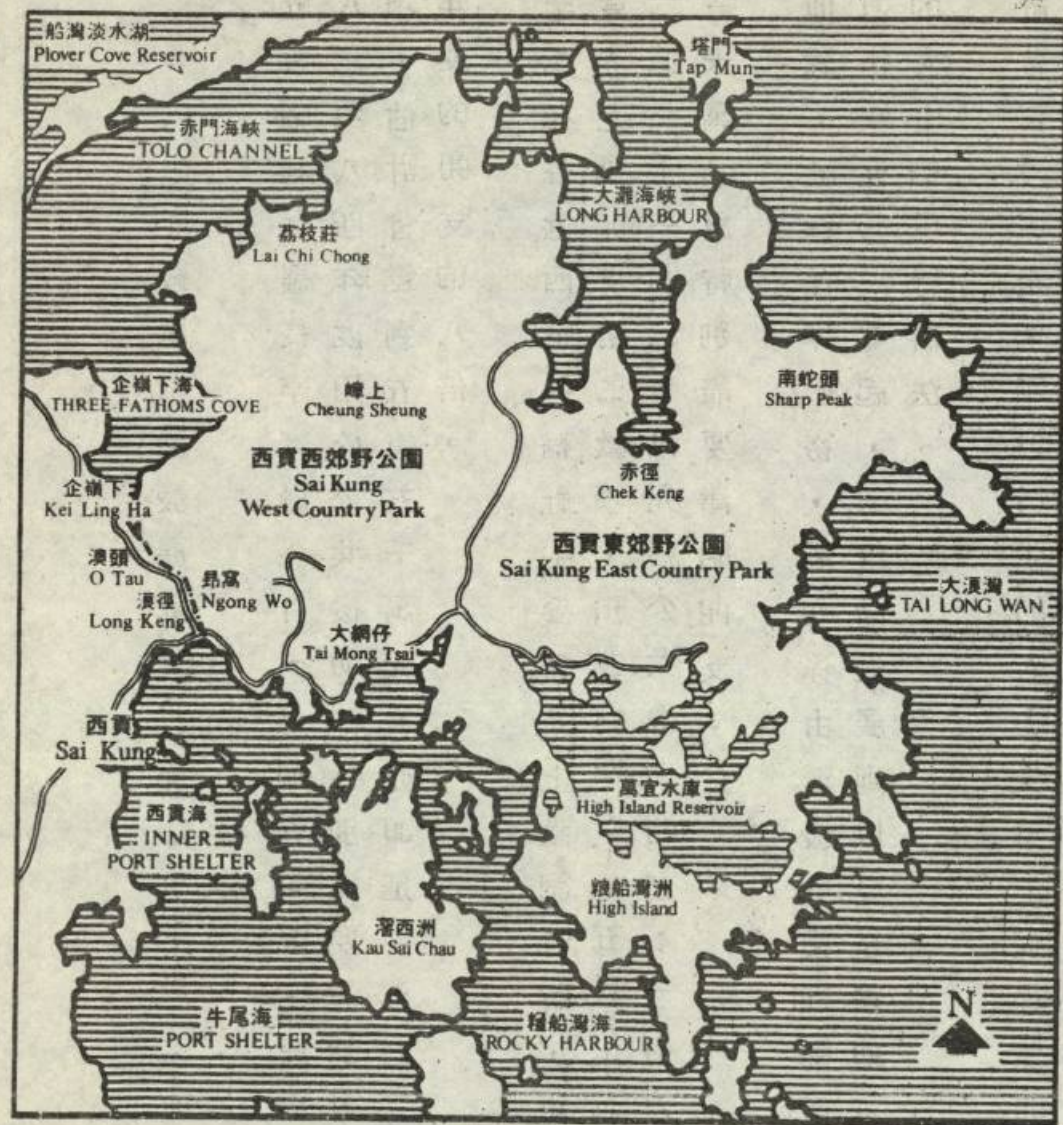 船灣淡水湖
Plover Cove Reservoir
塔門
Tap Mun
赤門海峽
TOLO CHANNEL
大灘海峽
LONG HARBOUR
荔枝莊
Lai Chi Chong
企嶺下海
THREE FATHOMS COVE
嶂上
Cheung Sheung
南蛇頭
Sharp Peak
西貢西郊野公園
Sai Kung
West Country Park
赤徑
Chek Keng
企嶺下
Kei Ling Ha
西貢東郊野公園
Sai Kung East Country Park
澳頭
O Tau
昂窩
Ngong Wo
浪徑
Long Keng
大浪灣
TAI LONG WAN
大網仔
Tai Mong Tsai
西貢
Sai Kung
萬宜水庫
High Island Reservoir
西貢海
INNER
PORT SHELTER
糧船灣洲
High Island
滘西洲
Kau Sai Chau
牛尾海
PORT SHELTER
糧船灣海
ROCKY HARBOUR
N